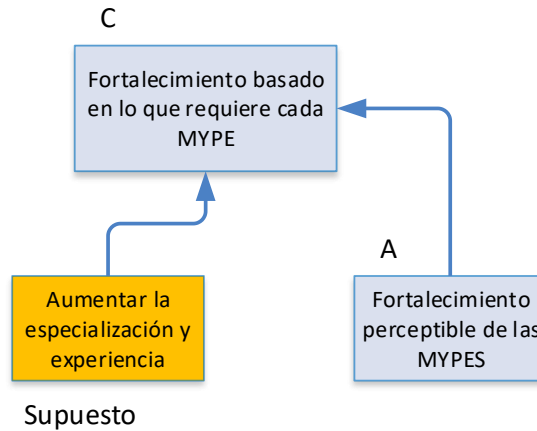 C
Fortalecimiento basado
en lo que requiere cada
MYPE
A
Aumentar la
especialización y
experiencia
Fortalecimiento
perceptible de las
MYPES
Supuesto